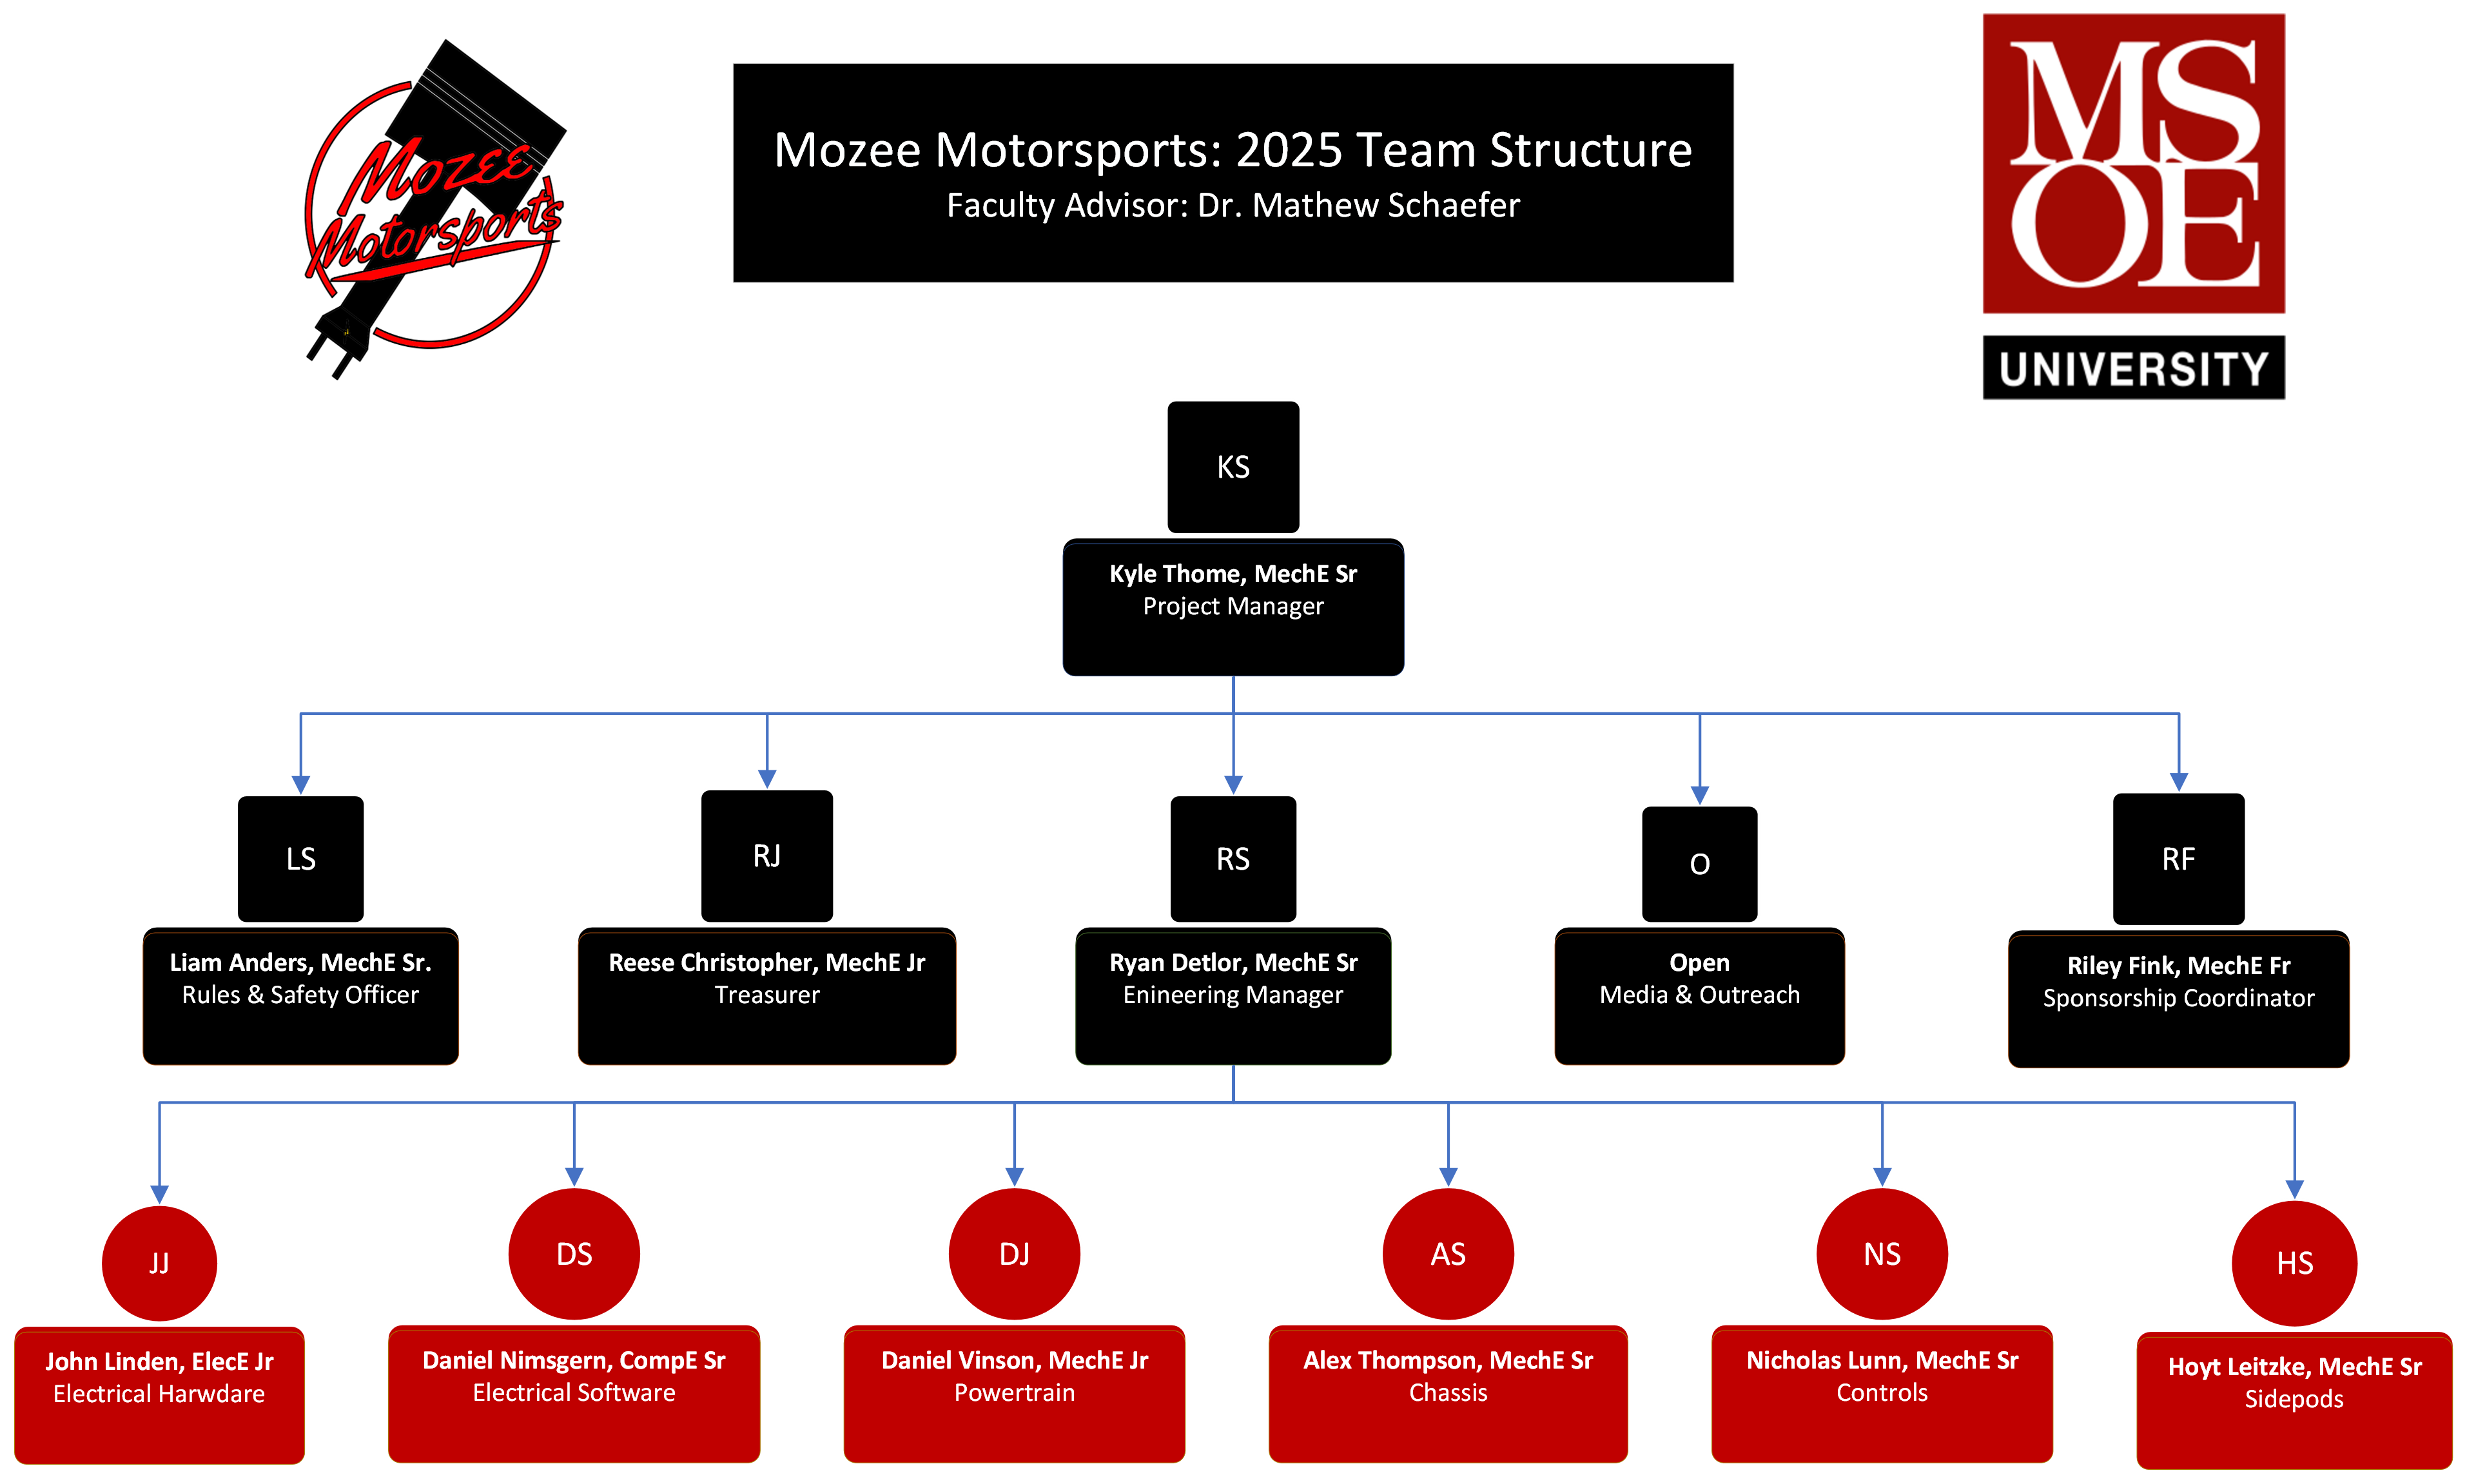 Mozee
Motorsports
Mozee Motorsports: 2025 Team Structure
Faculty Advisor: Dr. Mathew Schaefer
MS
OE
UNIVERSITY
KS
Kyle Thome, MechE Sr
Project Manager
LS
Liam Anders, MechE Sr.
Rules & Safety Officer
RJ
Reese Christopher, MechE Jr
Treasurer
RS
Ryan Detlor, MechE Sr
Enineering Manager
O
Open
Media & Outreach
RF
Riley Fink, MechE Fr
Sponsorship Coordinator
JJ
John Linden, ElecE Jr
Electrical Harwdare
DS
Daniel Nimsgern, CompE Sr
Electrical Software
DJ
Daniel Vinson, MechE Jr
Powertrain
AS
Alex Thompson, MechE Sr
Chassis
NS
Nicholas Lunn, MechE Sr
Controls
HS
Hoyt Leitzke, MechE Sr
Sidepods